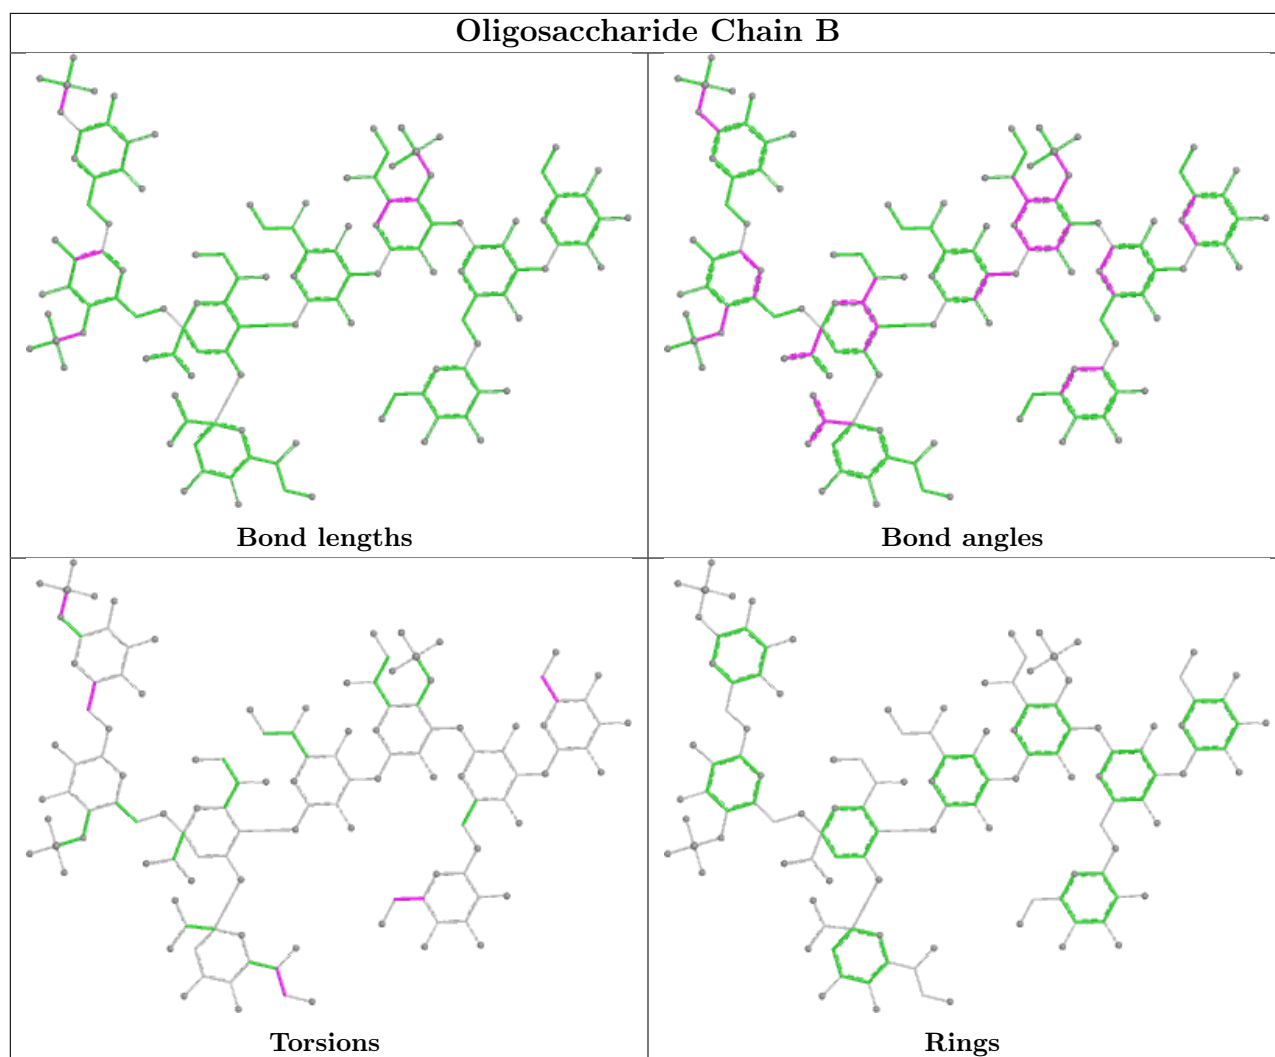 Oligosaccharide Chain B
Bond lengths
Bond angles
Torsions
Rings